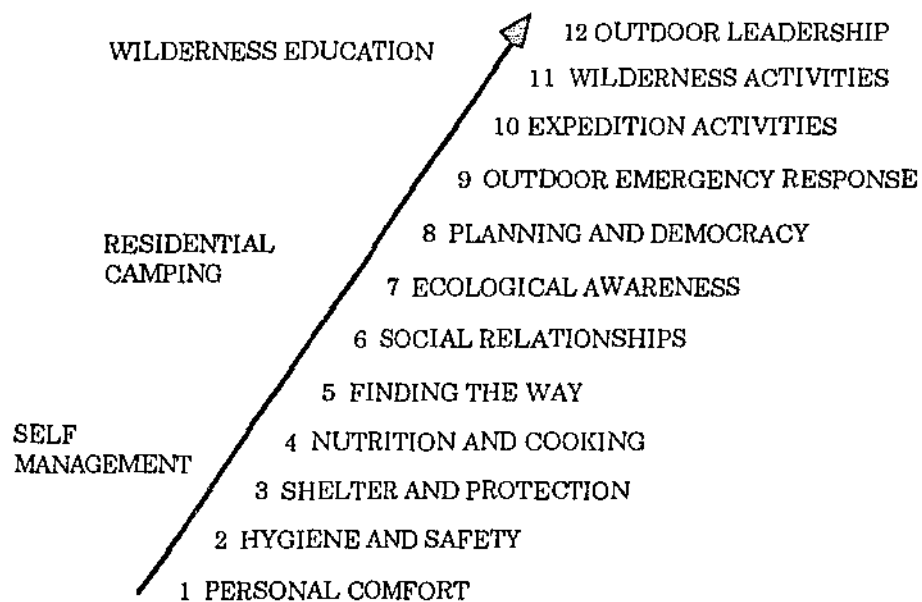 WILDERNESS EDUCATION
12 OUTDOOR LEADERSHIP
11 WILDERNESS ACTIVITIES
10 EXPEDITION ACTIVITIES
9 OUTDOOR EMERGENCY RESPONSE
8 PLANNING AND DEMOCRACY
RESIDENTIAL
CAMPING
7 ECOLOGICAL AWARENESS
6 SOCIAL RELATIONSHIPS
5 FINDING THE WAY
SELF
MANAGEMENT
4 NUTRITION AND COOKING
3 SHELTER AND PROTECTION
2 HYGIENE AND SAFETY
1 PERSONAL COMFORT